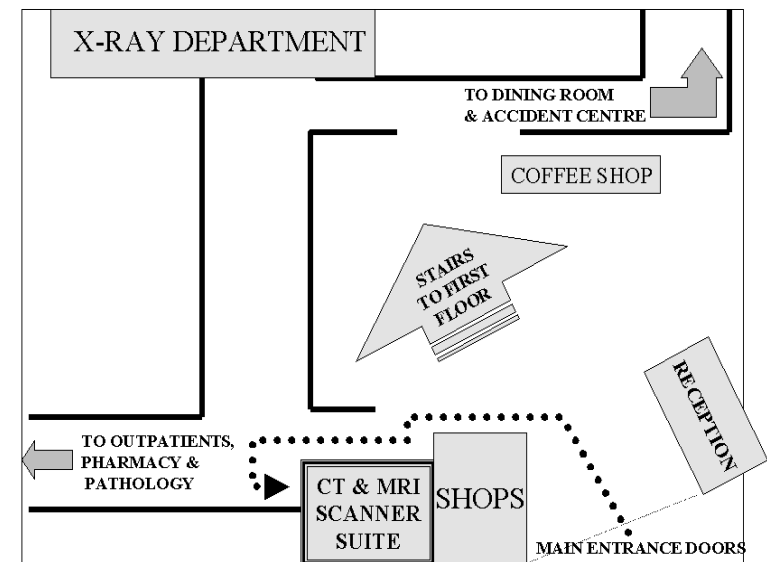 X-RAY DEPARTMENT
TO DINING ROOM
& ACCIDENT CENTRE
COFFEE SHOP
STAIRS
TO FIRST
FLOOR
RECEPTION
TO OUTPATIENTS,
PHARMACY &
PATHOLOGY
CT & MRI
SCANNER
SUITE
SHOPS
MAIN ENTRANCE DOORS